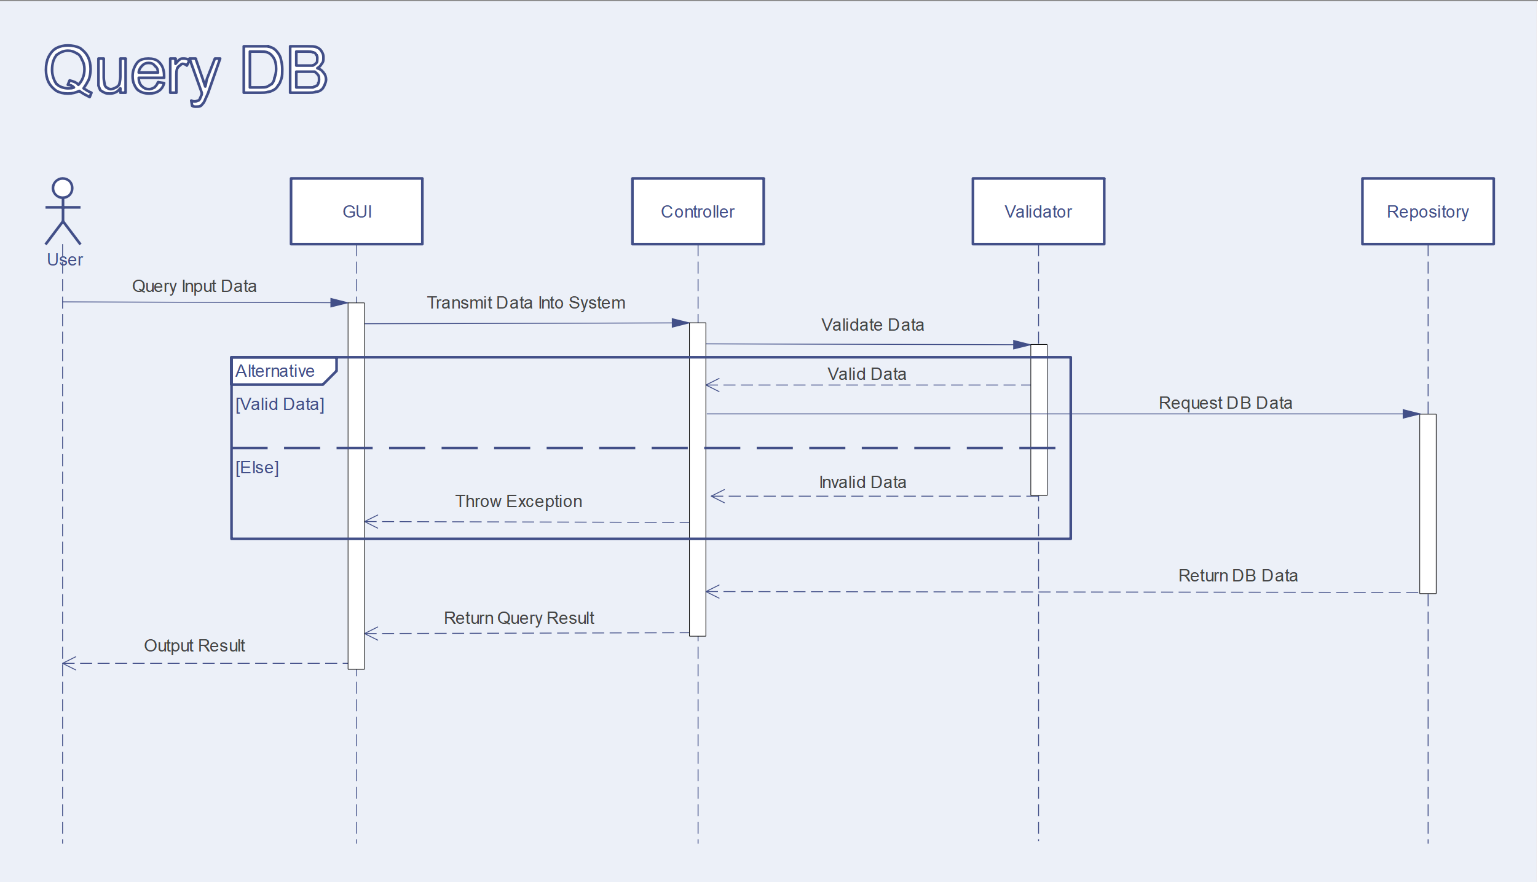 Query DB
GUI
Controller
Validator
Repository
User
Query Input Data
Transmit Data Into System
Validate Data
Alternative
Valid Data
[Valid Data]
Request DB Data
[Else]
Invalid Data
Throw Exception
Return DB Data
Return Query Result
Output Result